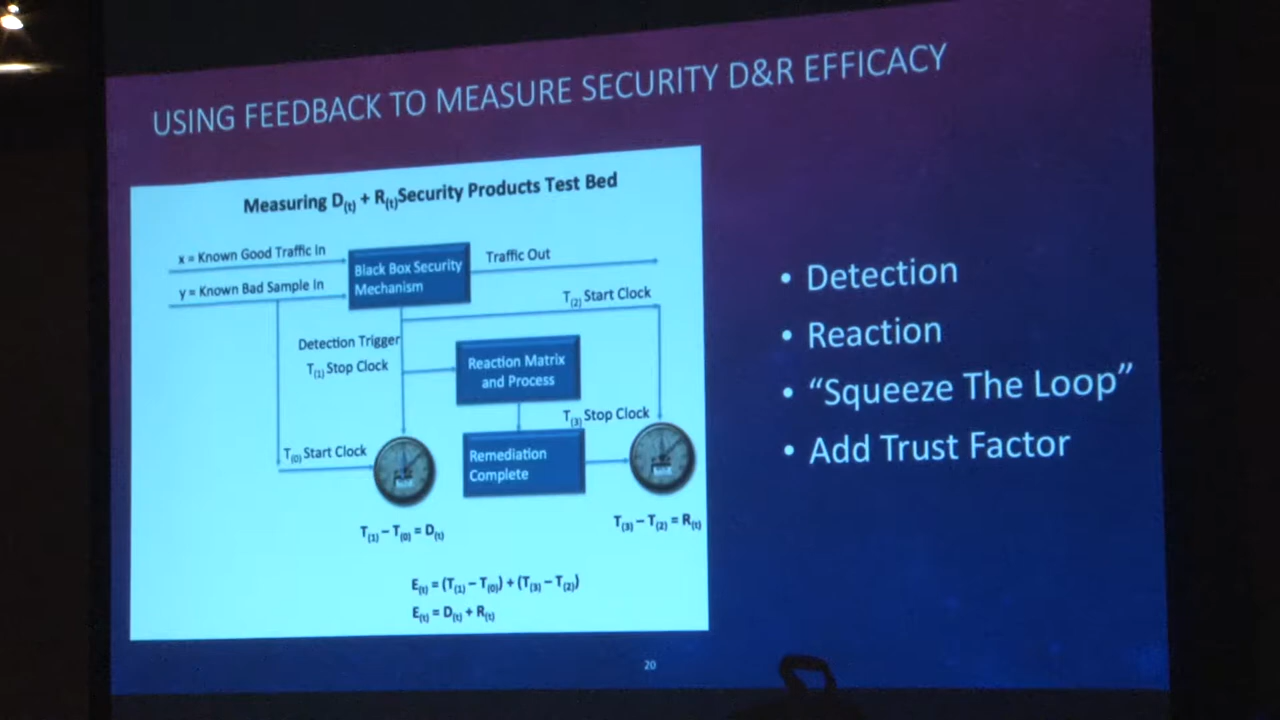 USING FEEDBACK TO MEASURE SECURITY D&R EFFICACY
Measuring D(t) + R(t)Security Products Test Bed
x = Known Good Traffic In
y = Known Bad Sample In
Black Box Security
Mechanism
Traffic Out
T(2) Start Clock
Detection Trigger
T(1) Stop Clock
Reaction Matrix
and Process
T(3) Stop Clock
T(0) Start Clock
Remediation
Complete
T(1) – T(0) = D(t)
T(3) – T(2) = R(t)
E(t) = (T(1) – T(0)) + (T(3) – T(2))
E(t) = D(t) + R(t)
• Detection
• Reaction
• “Squeeze The Loop”
• Add Trust Factor
20